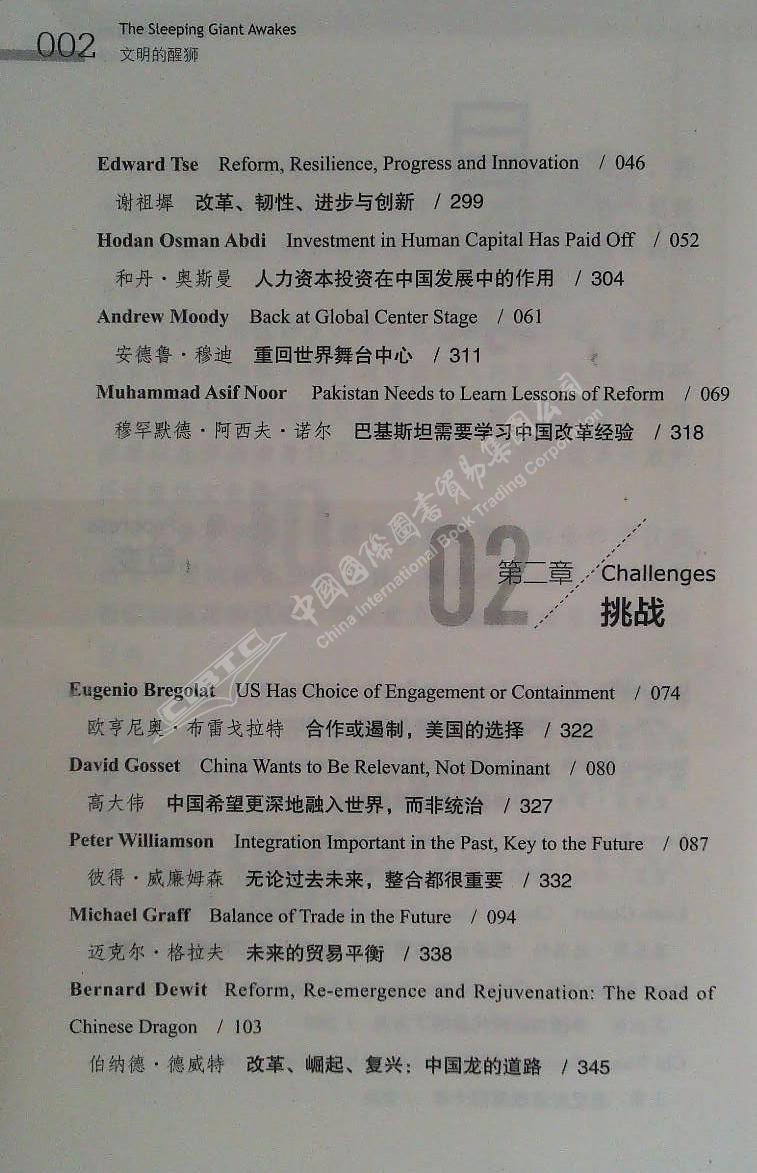 002
The Sleeping Giant Awakes
文明的醒狮
Edward Tse Reform, Resilience, Progress and Innovation / 046
谢祖墀 改革、韧性、进步与创新 / 299
Hodan Osman Abdi Investment in Human Capital Has Paid Off / 052
和丹·奥斯曼 人力资本投资在中国发展中的作用 / 304
Andrew Moody Back at Global Center Stage / 061
安德鲁·穆迪 重回世界舞台中心 / 311
Muhammad Asif Noor Pakistan Needs to Learn Lessons of Reform / 069
穆罕默德·阿西夫·诺尔 巴基斯坦需要学习中国改革经验 / 318
02 第二章 Challenges
挑战
中國國際圖書貿易集团公司
China International Book Trading Corporation
CIBTC
Eugenio Bregolat US Has Choice of Engagement or Containment / 074
欧亨尼奥·布雷戈拉特 合作或遏制，美国的选择 / 322
David Gosset China Wants to Be Relevant, Not Dominant / 080
高大伟 中国希望更深地融入世界，而非统治 / 327
Peter Williamson Integration Important in the Past, Key to the Future / 087
彼得·威廉姆森 无论过去未来，整合都很重要 / 332
Michael Graff Balance of Trade in the Future / 094
迈克尔·格拉夫 未来的贸易平衡 / 338
Bernard Dewit Reform, Re-emergence and Rejuvenation: The Road of
Chinese Dragon / 103
伯纳德·德威特 改革、崛起、复兴：中国龙的道路 / 345